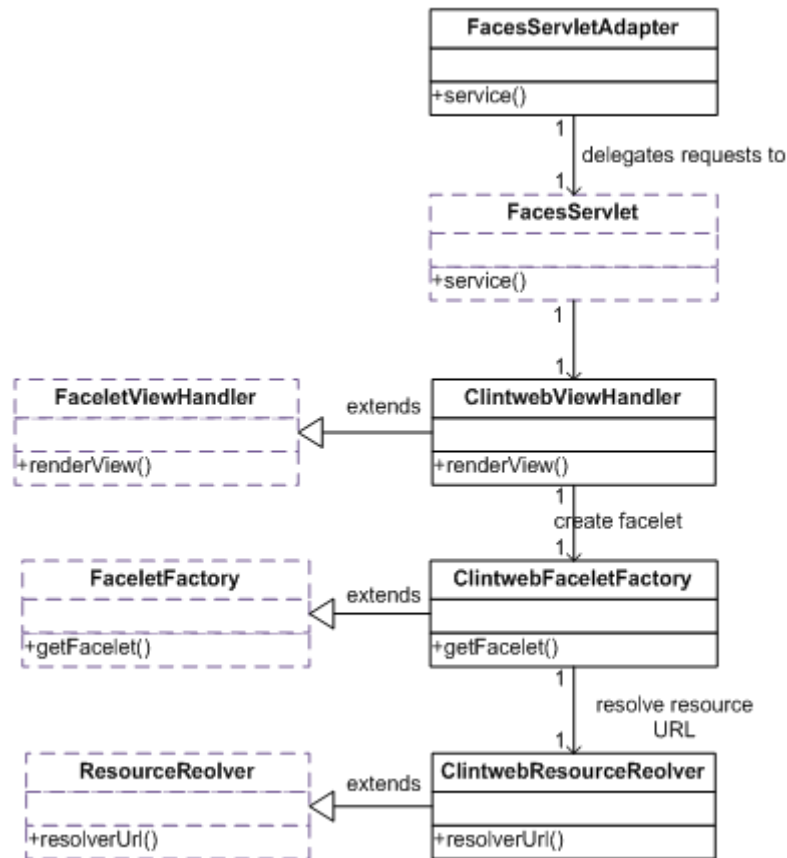 FacesServletAdapter
+service()
1
delegates requests to
1
FacesServlet
+service()
1
1
FaceletViewHandler
extends
ClintwebViewHandler
+renderView()
+renderView()
1
create facelet
1
FaceletFactory
extends
ClintwebFaceletFactory
+getFacelet()
+getFacelet()
1
resolve resource
URL
1
ResourceReolver
extends
ClintwebResourceReolver
+resolverUrl()
+resolverUrl()